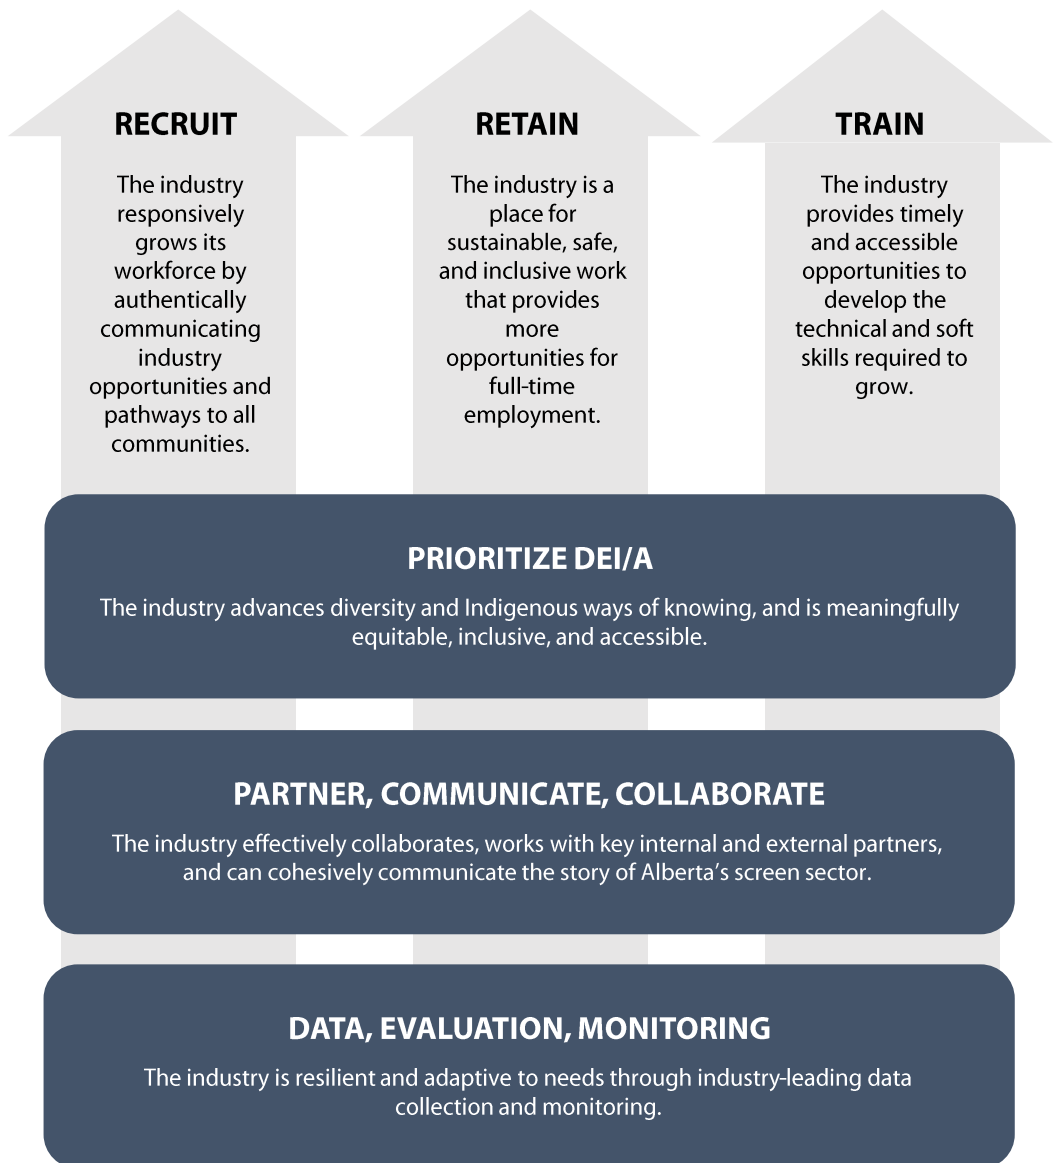 RECRUIT
The industry
responsively
grows its
workforce by
authentically
communicating
industry
opportunities and
pathways to all
communities.
RETAIN
The industry is a
place for
sustainable, safe,
and inclusive work
that provides
more
opportunities for
full-time
employment.
TRAIN
The industry
provides timely
and accessible
opportunities to
develop the
technical and soft
skills required to
grow.
PRIORITIZE DEI/A
The industry advances diversity and Indigenous ways of knowing, and is meaningfully
equitable, inclusive, and accessible.
PARTNER, COMMUNICATE, COLLABORATE
The industry effectively collaborates, works with key internal and external partners,
and can cohesively communicate the story of Alberta’s screen sector.
DATA, EVALUATION, MONITORING
The industry is resilient and adaptive to needs through industry-leading data
collection and monitoring.